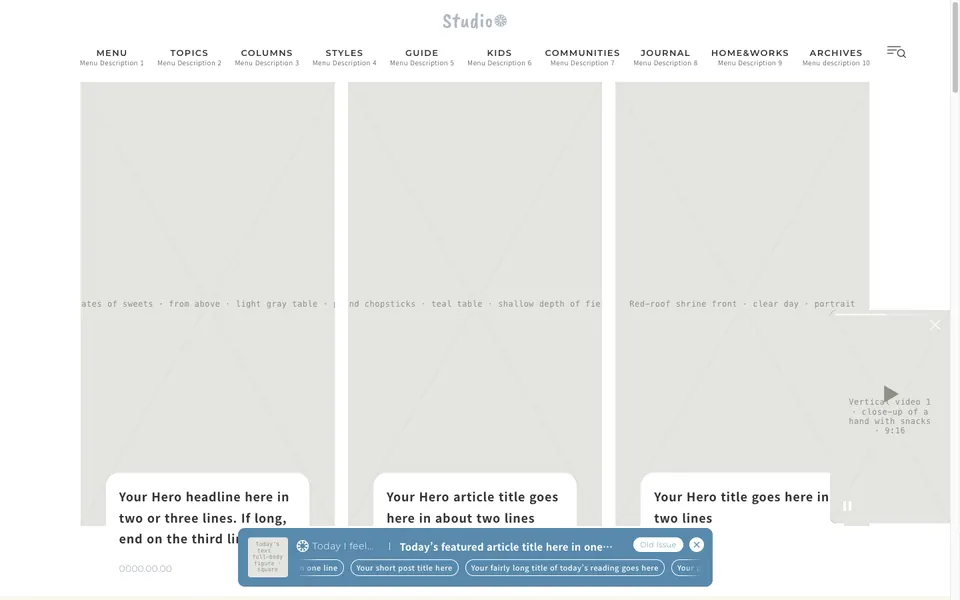 Studio
MENU
Menu Description 1
TOPICS
Menu Description 2
COLUMNS
Menu Description 3
STYLES
Menu Description 4
GUIDE
Menu Description 5
KIDS
Menu Description 6
COMMUNITIES
Menu Description 7
JOURNAL
Menu Description 8
HOME&WORKS
Menu Description 9
ARCHIVES
Menu description 10
ates of sweets · from above · light gray table ·
nd chopsticks · teal table · shallow depth of fie
Red-roof shrine front · clear day · portrait
Vertical video 1
· close-up of a
hand with snacks
· 9:16
Your Hero headline here in
two or three lines. If long,
end on the third
0000.00.00
Your Hero article title goes
here in about two lines
Your Hero title goes here in
two lines
Today's
text
full-body
figure ·
square
Today I feel...
Today's featured article title here in one…
Old issue
one line
Your short post title here
Your fairly long title of today's reading goes here
Your